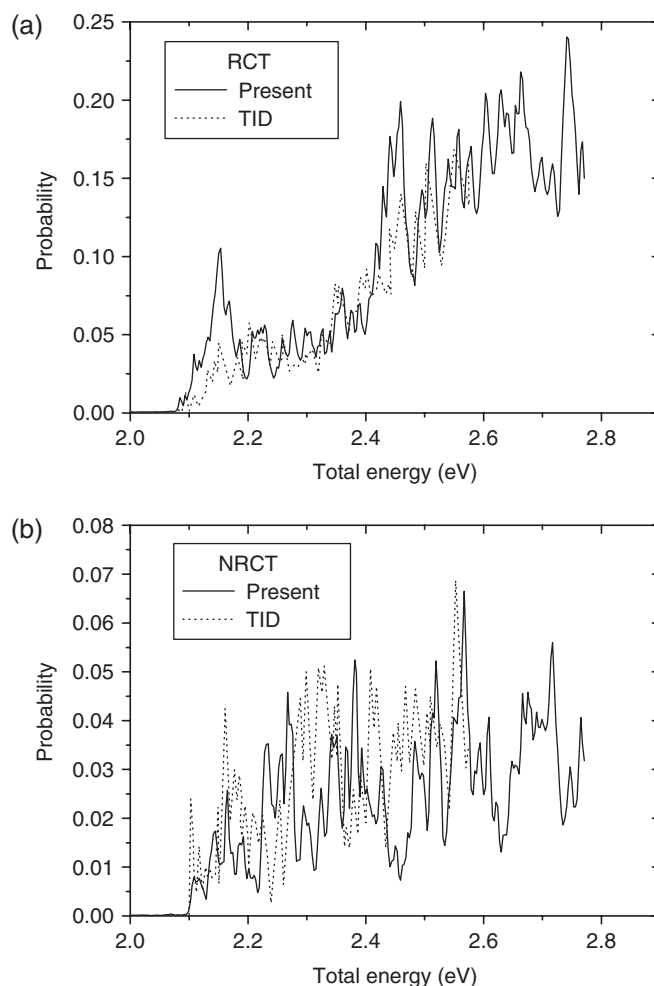 (a)
0.25
0.20
0.15
0.10
0.05
0.00
Probability
RCT
Present
TID
2.0 2.2 2.4 2.6 2.8
Total energy (eV)
(b)
0.08
0.07
0.06
0.05
0.04
0.03
0.02
0.01
0.00
Probability
NRCT
Present
TID
2.0 2.2 2.4 2.6 2.8
Total energy (eV)